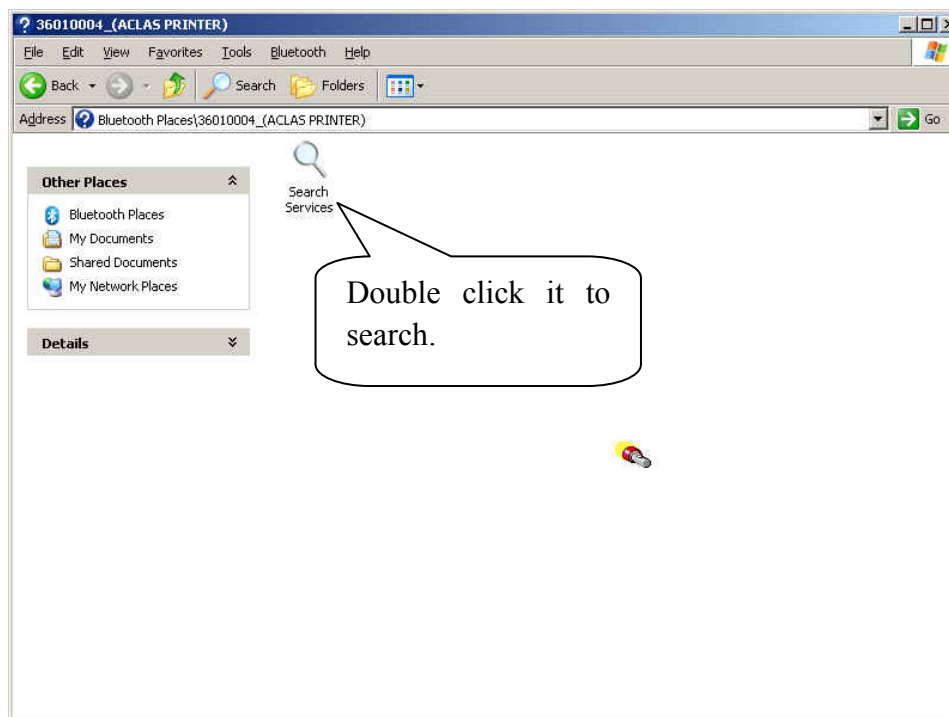 36010004_(ACLAS PRINTER)
File Edit View Favorites Tools Bluetooth Help
Back Search Folders
Address Bluetooth Places\36010004_(ACLAS PRINTER) Go
Other Places
Bluetooth Places
My Documents
Shared Documents
My Network Places
Details
Search
Services
Double click it to
search.